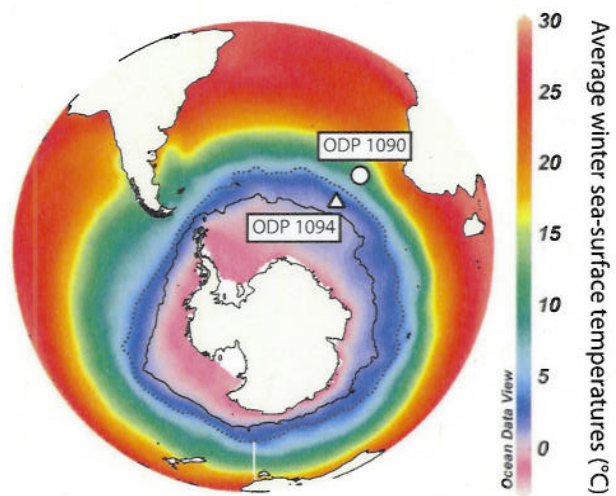 ODP 1090
ODP 1094
30
25
20
15
10
5
0
Ocean Data View
Average winter sea-surface temperatures (°C)